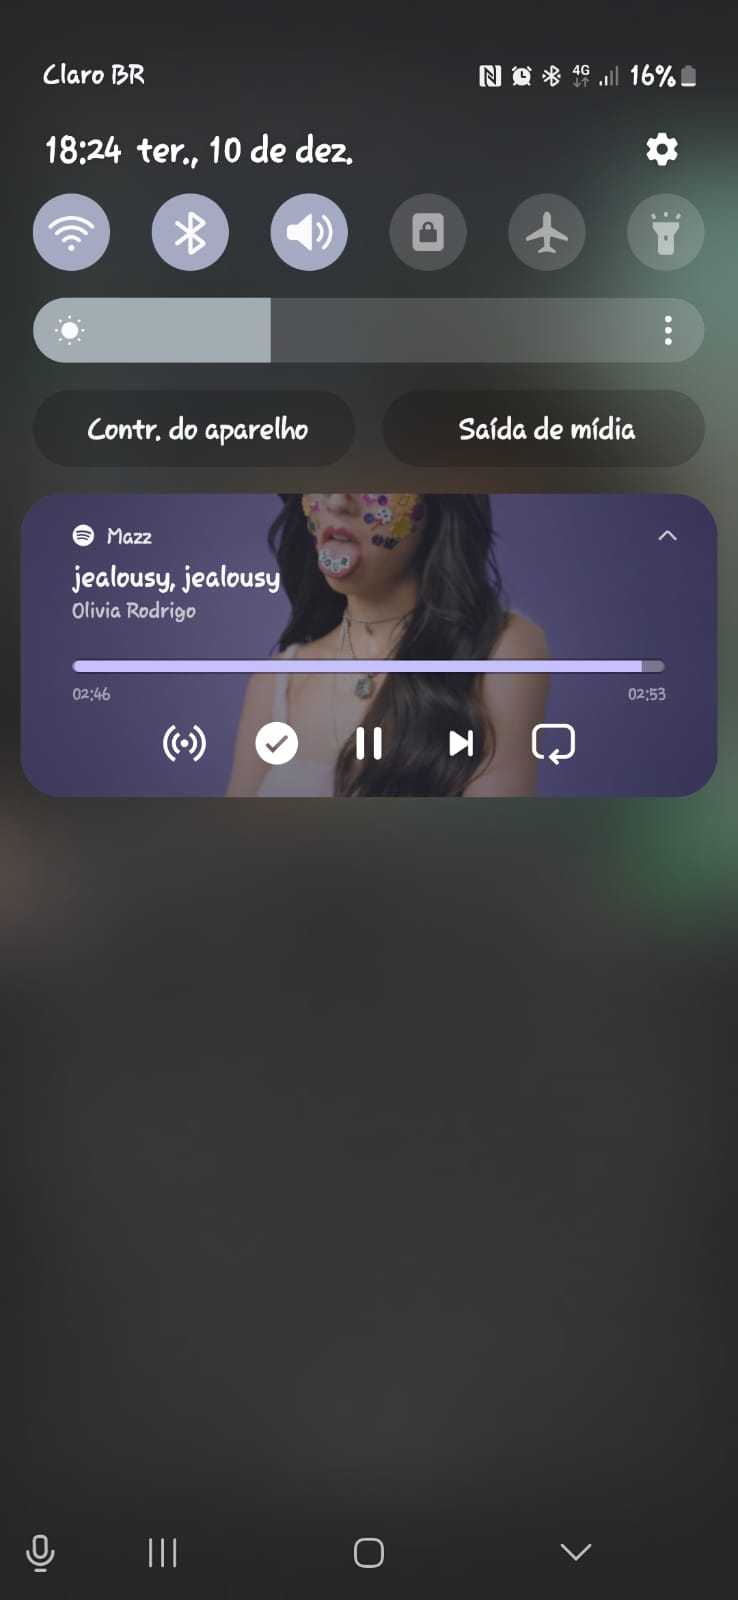 Claro BR 4G 16%
18:24 ter., 10 de dez.
Contr. do aparelho Saída de mídia
Mazz
jealousy, jealousy
Olivia Rodrigo
SOUR
02:46 02:53